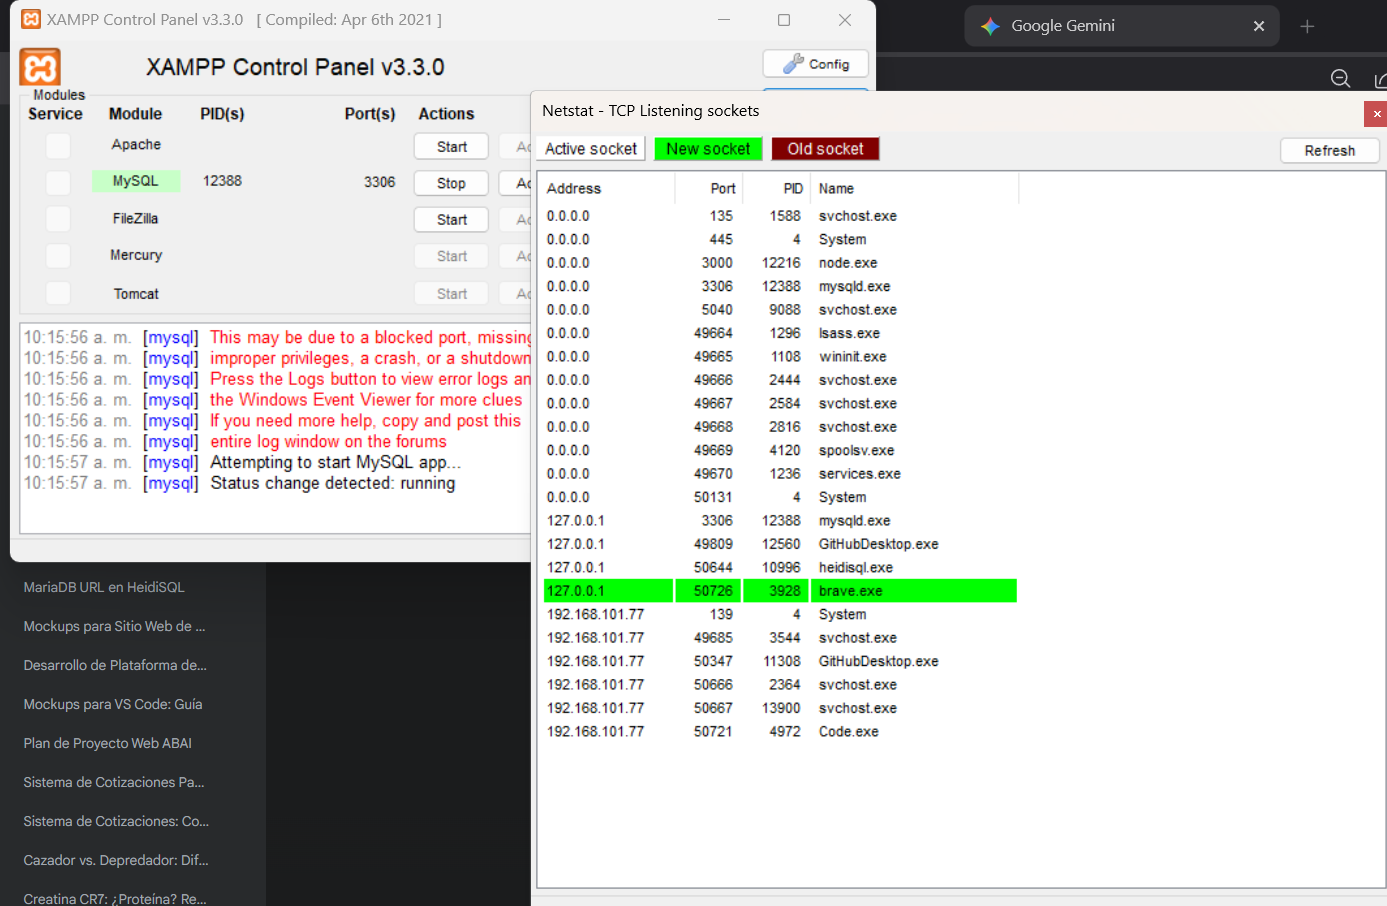 XAMPP Control Panel v3.3.0 [ Compiled: Apr 6th 2021 ]
Google Gemini
XAMPP Control Panel v3.3.0
Config
Modules
Service Module PID(s) Port(s) Actions
Apache Start
MySQL 12388 3306 Stop
FileZilla Start
Mercury Start
Tomcat Start
10:15:56 a. m. [mysql] This may be due to a blocked port, missing
10:15:56 a. m. [mysql] improper privileges, a crash, or a shutdown
10:15:56 a. m. [mysql] Press the Logs button to view error logs an
10:15:56 a. m. [mysql] the Windows Event Viewer for more clues
10:15:56 a. m. [mysql] If you need more help, copy and post this
10:15:56 a. m. [mysql] entire log window on the forums
10:15:57 a. m. [mysql] Attempting to start MySQL app...
10:15:57 a. m. [mysql] Status change detected: running
Netstat - TCP Listening sockets
Active socket New socket Old socket Refresh
Address Port PID Name
0.0.0.0 135 1588 svchost.exe
0.0.0.0 445 4 System
0.0.0.0 3000 12216 node.exe
0.0.0.0 3306 12388 mysqld.exe
0.0.0.0 5040 9088 svchost.exe
0.0.0.0 49664 1296 lsass.exe
0.0.0.0 49665 1108 wininit.exe
0.0.0.0 49666 2444 svchost.exe
0.0.0.0 49667 2584 svchost.exe
0.0.0.0 49668 2816 svchost.exe
0.0.0.0 49669 4120 spoolsv.exe
0.0.0.0 49670 1236 services.exe
0.0.0.0 50131 4 System
127.0.0.1 3306 12388 mysqld.exe
127.0.0.1 49809 12560 GitHubDesktop.exe
127.0.0.1 50644 10996 heidisql.exe
127.0.0.1 50726 3928 brave.exe
192.168.101.77 139 4 System
192.168.101.77 49685 3544 svchost.exe
192.168.101.77 50347 11308 GitHubDesktop.exe
192.168.101.77 50666 2364 svchost.exe
192.168.101.77 50667 13900 svchost.exe
192.168.101.77 50721 4972 Code.exe
MariaDB URL en HeidiSQL
Mockups para Sitio Web de ...
Desarrollo de Plataforma de...
Mockups para VS Code: Guía
Plan de Proyecto Web ABAI
Sistema de Cotizaciones Pa...
Sistema de Cotizaciones: Co...
Cazador vs. Depredador: Dif...
Creatina CR7: ¿Proteína? Re...